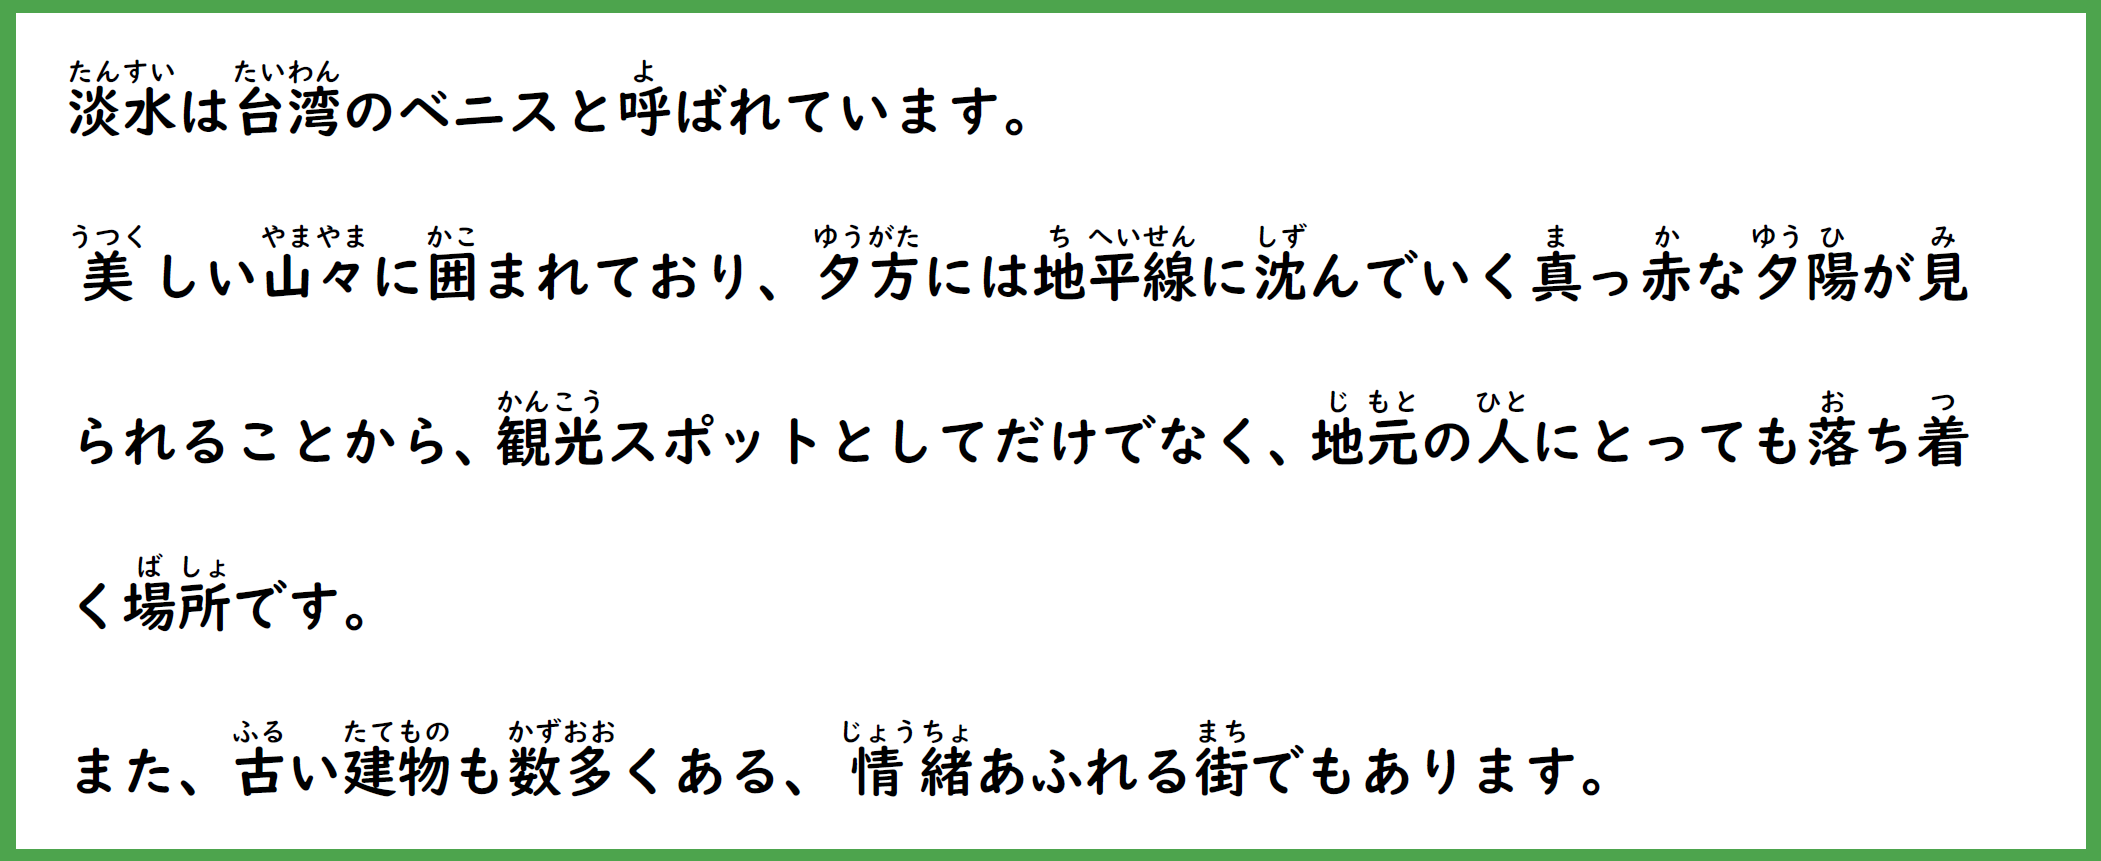 たんすい たいわん よ
淡水は台湾のベニスと呼ばれています。
うつく やまやま かこ ゆうがた ち へいせん しず ま か ゆう ひ み
美しい山々に囲まれており、夕方には地平線に沈んでいく真っ赤な夕陽が見
かんこう じ もと ひと お つ
られることから、観光スポットとしてだけでなく、地元の人にとっても落ち着
ば しょ
く場所です。
ふる たてもの かずおお じょうちょ まち
また、古い建物も数多くある、情緒あふれる街でもあります。